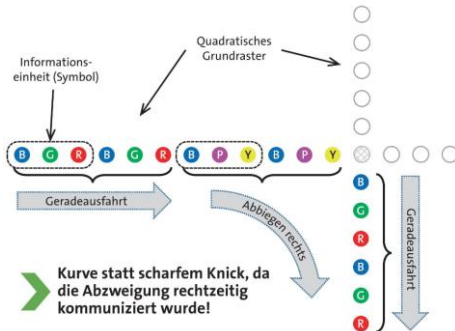 Informations-
einheit (Symbol)
Quadratisches
Grundraster
B G R B G R B P Y B P Y
Geradeausfahrt
Abbiegen rechts
B
G
R
B
G
R
Geradeausfahrt
Kurve statt scharfem Knick, da
die Abzweigung rechtzeitig
kommuniziert wurde!